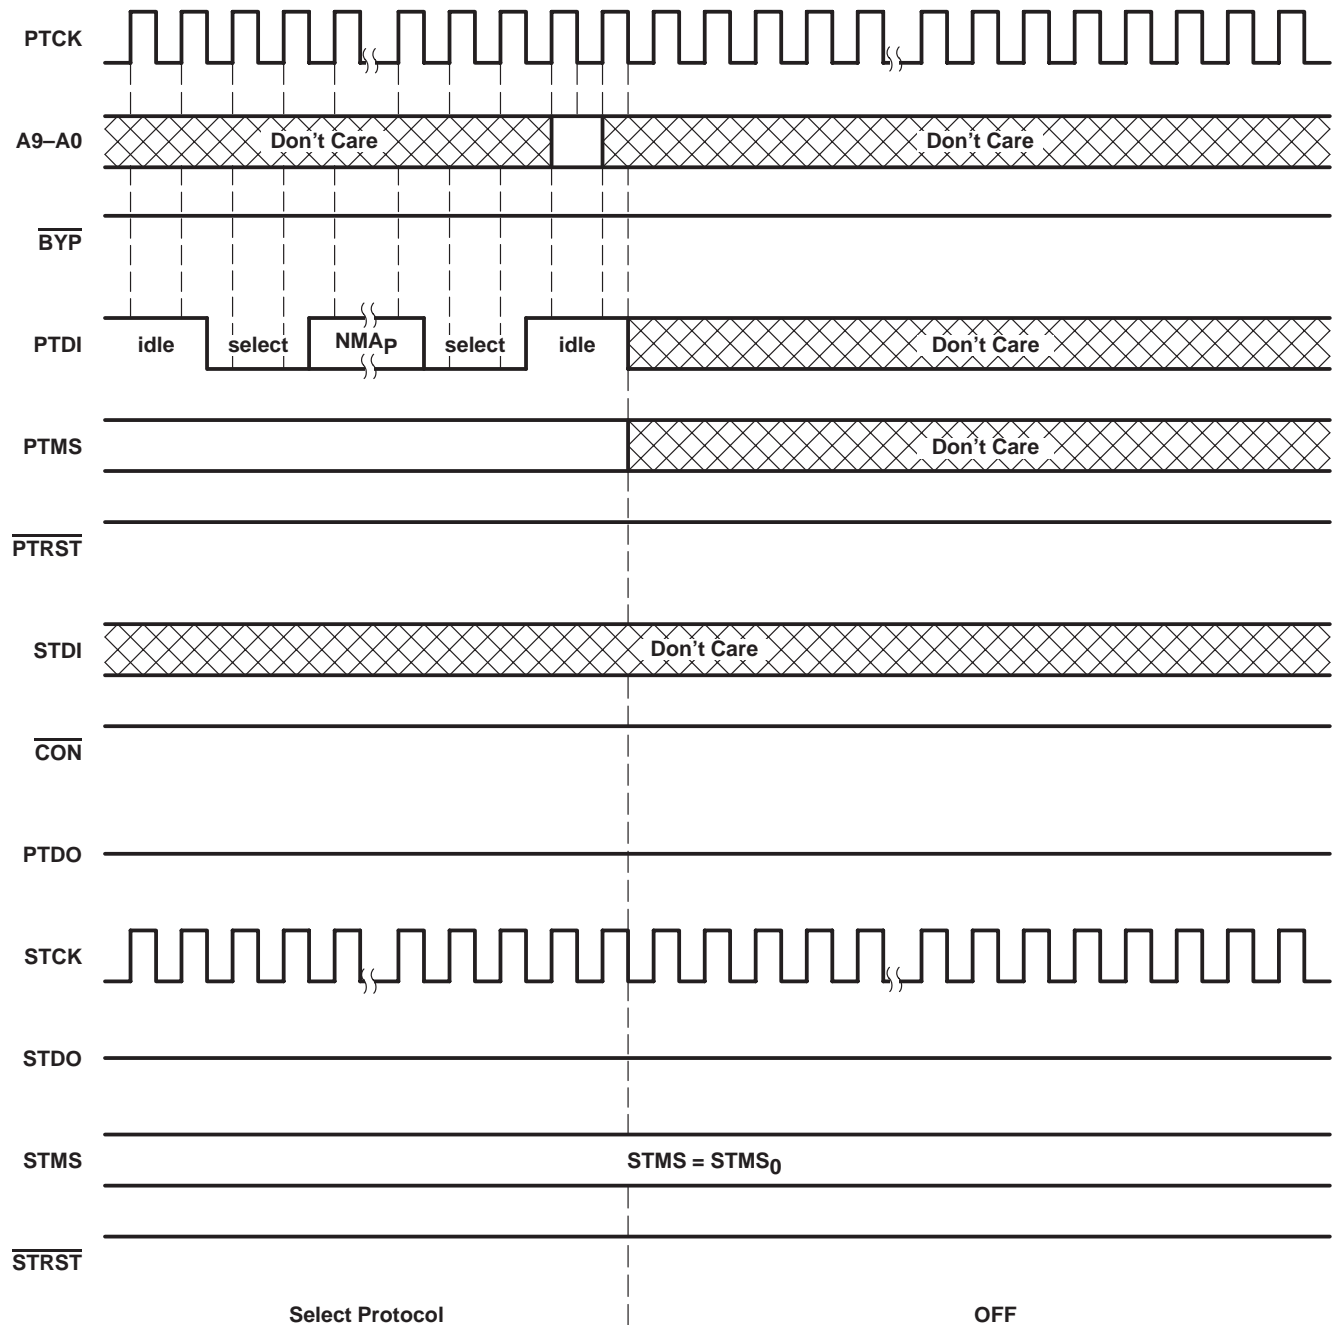 PTCK
A9–A0 Don't Care Don't Care
BYP
PTDI idle select NMAP select idle Don't Care
PTMS Don't Care
PTRST
STDI Don't Care
CON
PTDO
STCK
STDO
STMS STMS = STMS0
STRST
Select Protocol OFF